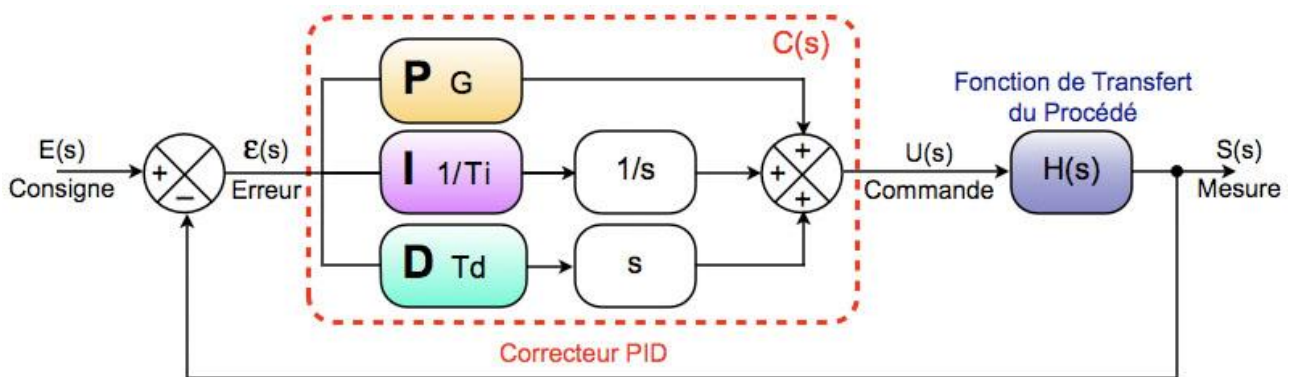 C(s)
P G
Fonction de Transfert
du Procédé
E(s)
Consigne
+
−
ε(s)
Erreur
I 1/Ti
1/s
+
+
+
U(s)
Commande
H(s)
S(s)
Mesure
D Td
s
Correcteur PID